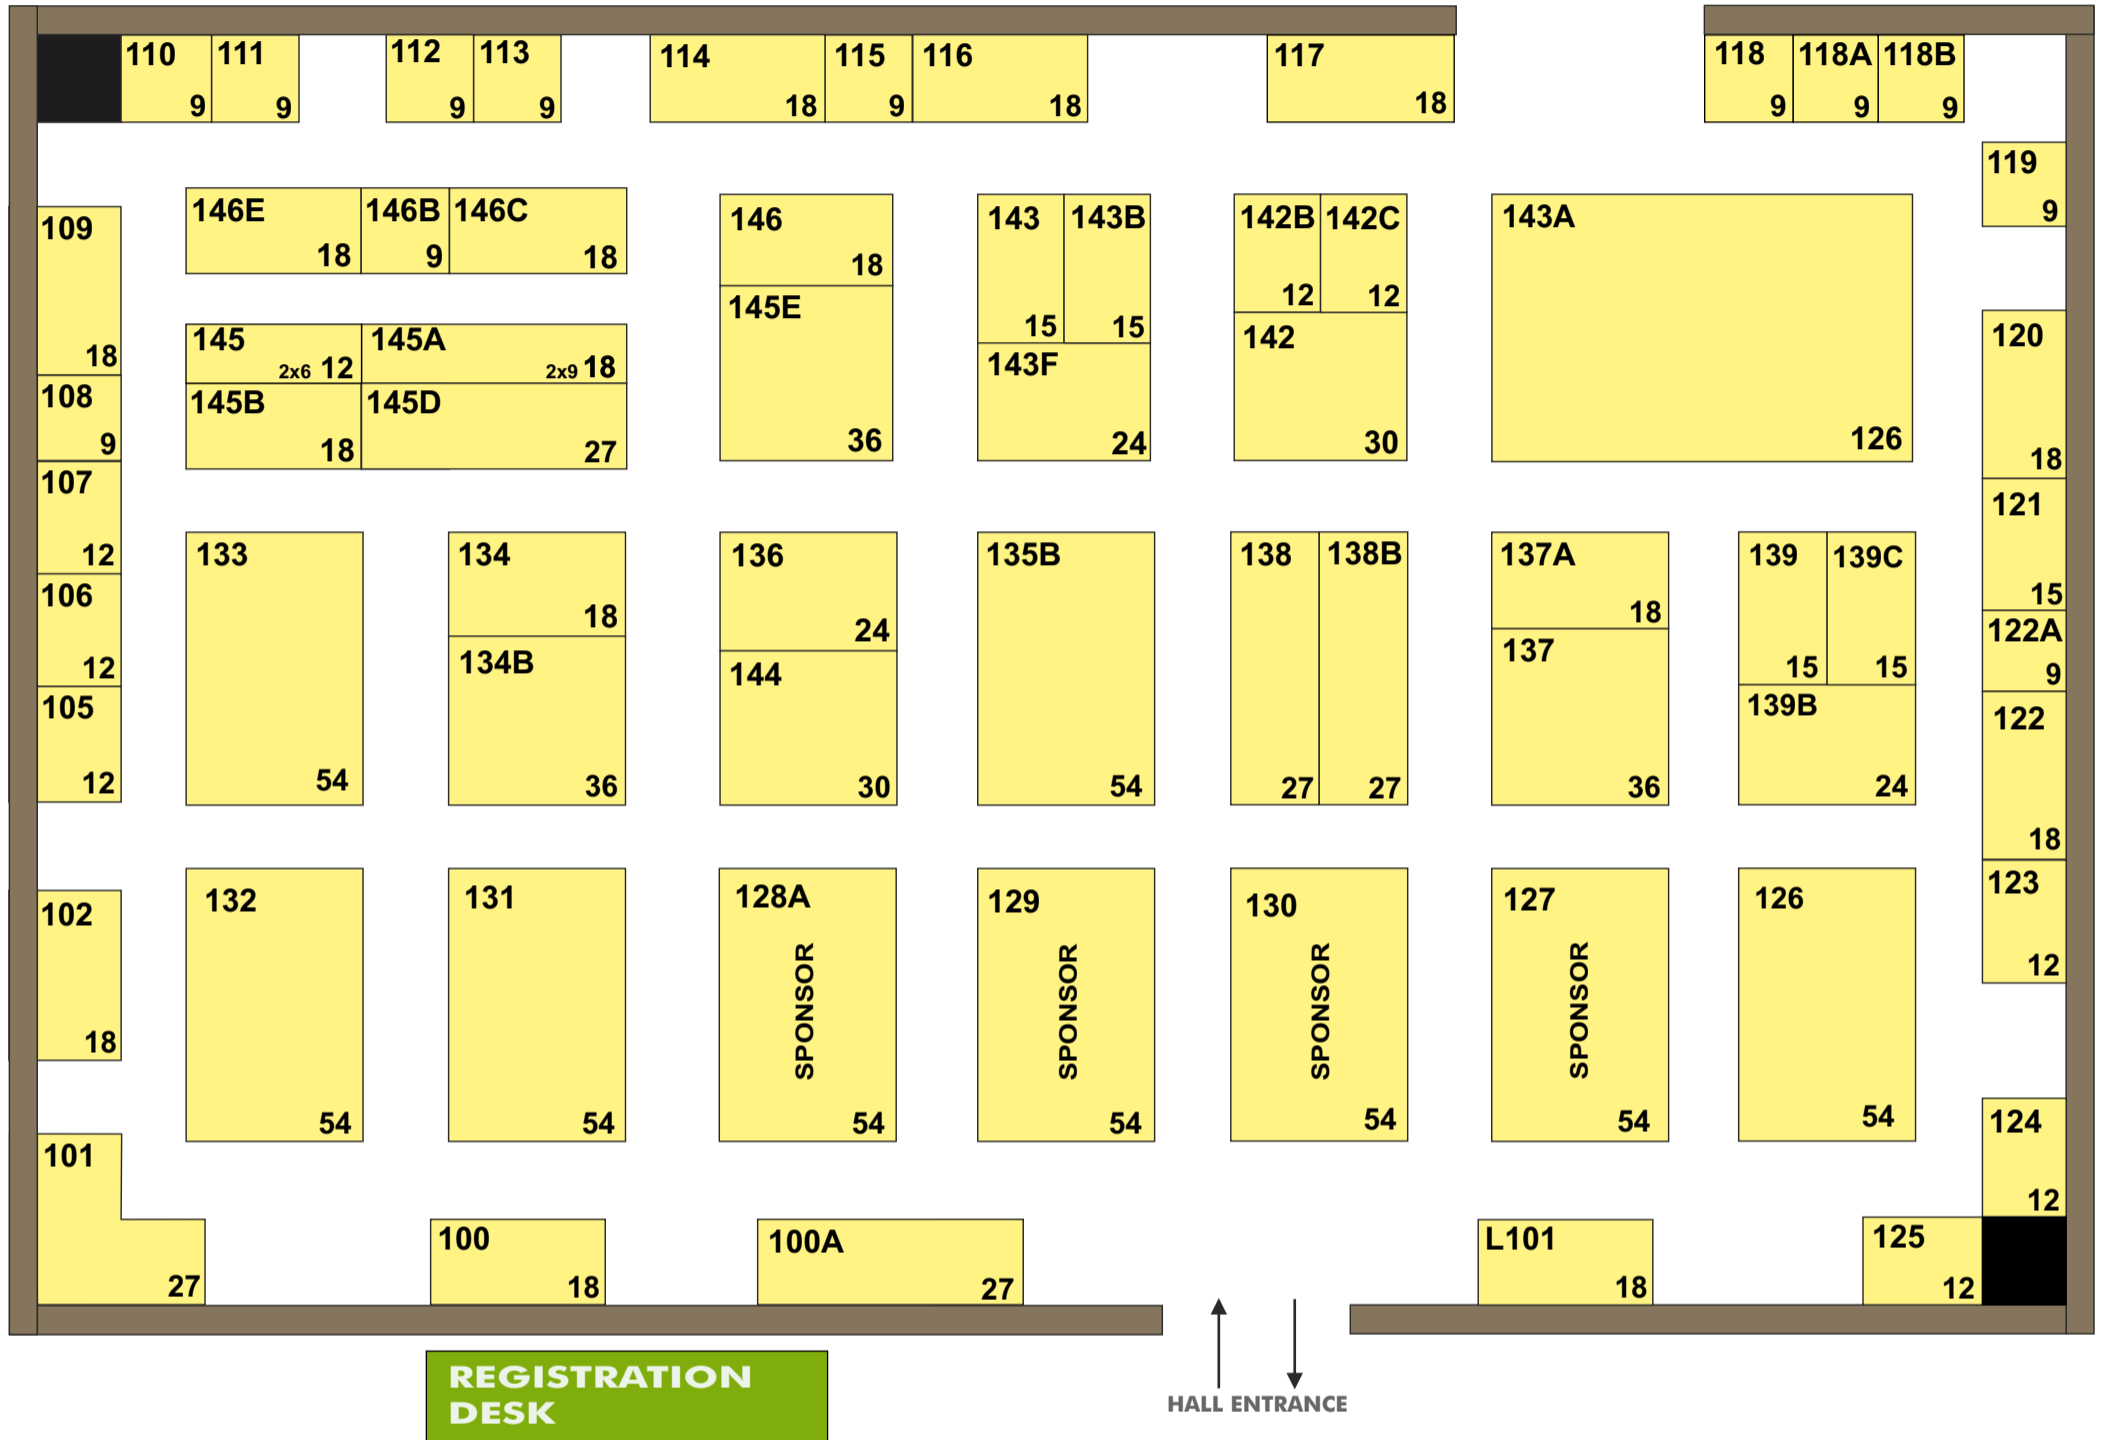 110 111 112 113 114 115 116 117 118 118A 118B
9 9 9 9 18 9 18 18 9 9 9
119
9
146E 146B 146C 146 143 143B 142B 142C 143A
18 9 18 18
109
18
145E
12 12
15 15
145 145A 142 120
2x6 12 2x9 18
143F
108
9
145B 145D
18 27 36 24 30 126 18
107
12
121
15
133 134 136 135B 138 138B 137A 139 139C
18 24 18
106
12
122A
9
134B 144 137
15 15
105
12
139B 122
54 36 30 54 27 27 36 24
18
123
12
102
18
132 131 128A 129 130 127 126
SPONSOR SPONSOR SPONSOR SPONSOR
54 54 54 54 54 54 54
124
12
101
27
100 100A L101 125
18 27 18 12
REGISTRATION
DESK
HALL ENTRANCE